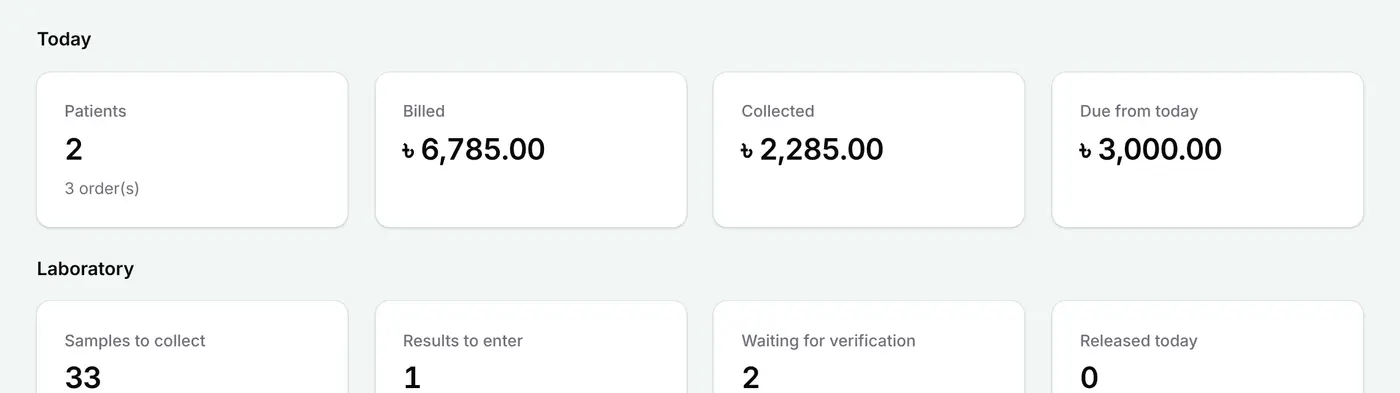 Today
Patients
2
3 order(s)
Billed
৳ 6,785.00
Collected
৳ 2,285.00
Due from today
৳ 3,000.00
Laboratory
Samples to collect
33
Results to enter
1
Waiting for verification
2
Released today
0